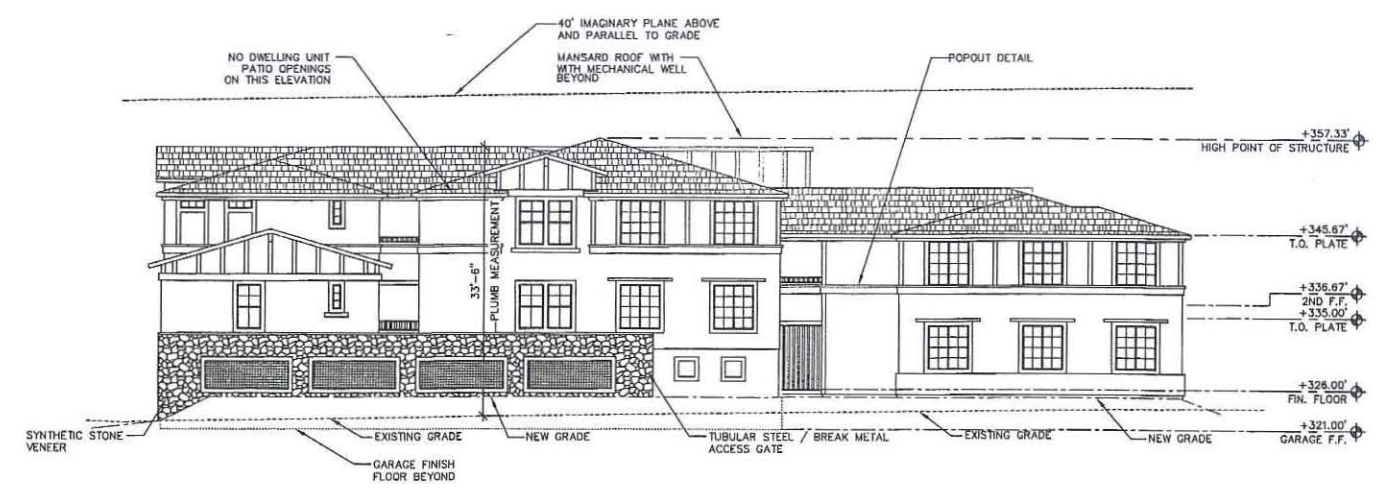 40' IMAGINARY PLANE ABOVE
AND PARALLEL TO GRADE
NO DWELLING UNIT
PATIO OPENINGS
ON THIS ELEVATION
MANSARD ROOF WITH
WITH MECHANICAL WELL
BEYOND
POPOUT DETAIL
+357.33'
HIGH POINT OF STRUCTURE
+345.67'
T.O. PLATE
33'-6"
PLUMB MEASUREMENT
+336.67'
2ND F.F.
+335.00'
T.O. PLATE
+326.00'
FIN. FLOOR
+321.00'
GARAGE F.F.
SYNTHETIC STONE
VENEER
EXISTING GRADE
NEW GRADE
TUBULAR STEEL / BREAK METAL
ACCESS GATE
EXISTING GRADE
NEW GRADE
GARAGE FINISH
FLOOR BEYOND